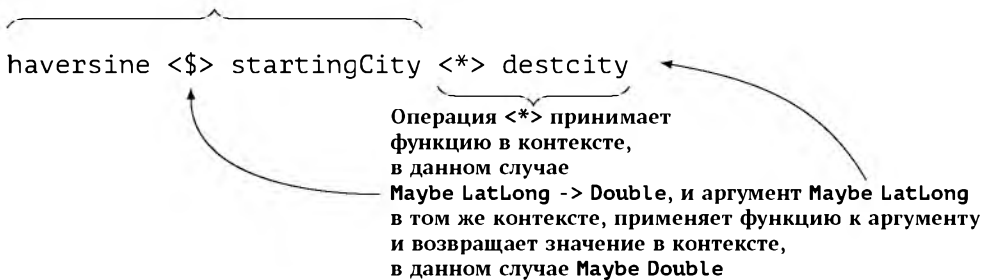 haversine <$> startingCity <*> destcity
Операция <*> принимает
функцию в контексте,
в данном случае
Maybe LatLong -> Double, и аргумент Maybe LatLong
в том же контексте, применяет функцию к аргументу
и возвращает значение в контексте,
в данном случае Maybe Double